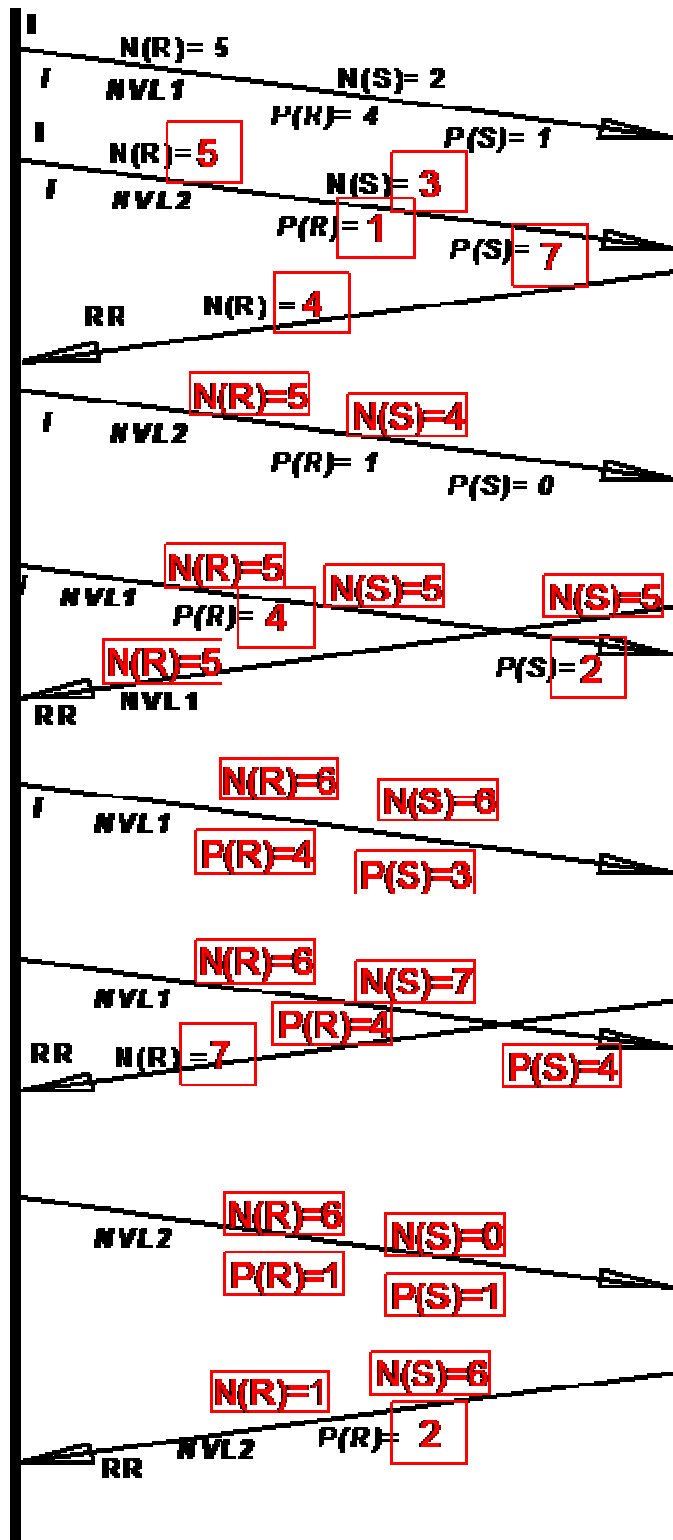 I
N(R)= 5
N(S)= 2
I NVL1
P(R)= 4
P(S)= 1
I
N(R)= 5
N(S)= 3
I NVL2
P(R)= 1
P(S)= 7
RR
N(R) = 4
N(R)=5
N(S)=4
I NVL2
P(R)= 1
P(S)= 0
N(R)=5
N(S)=5
N(S)=5
I NVL1
P(R)= 4
N(R)=5
P(S)= 2
RR NVL1
N(R)=6
N(S)=6
I NVL1
P(R)=4
P(S)=3
N(R)=6
N(S)=7
NVL1
P(R)=4
RR N(R) =7
P(S)=4
N(R)=6
N(S)=0
NVL2
P(R)=1
P(S)=1
N(R)=1
N(S)=6
P(R)= 2
RR NVL2